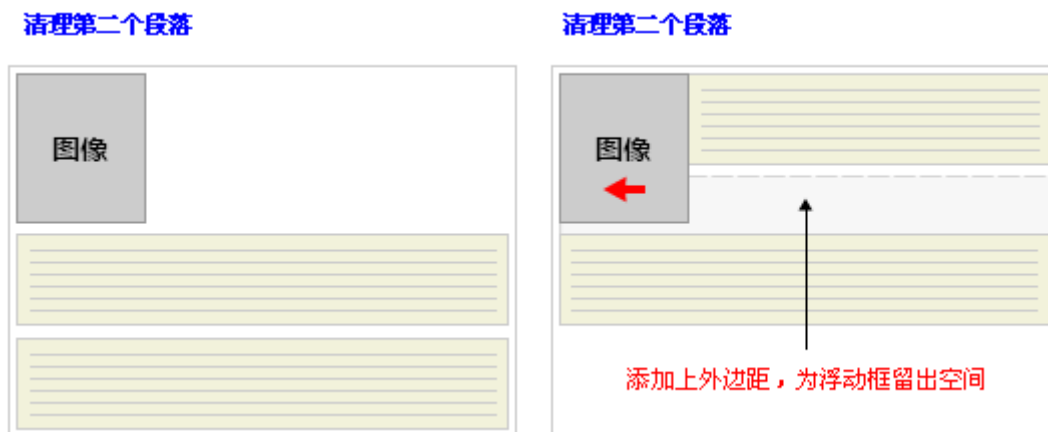 清理第二个段落
清理第二个段落
图像
图像
添加上外边距，为浮动框留出空间